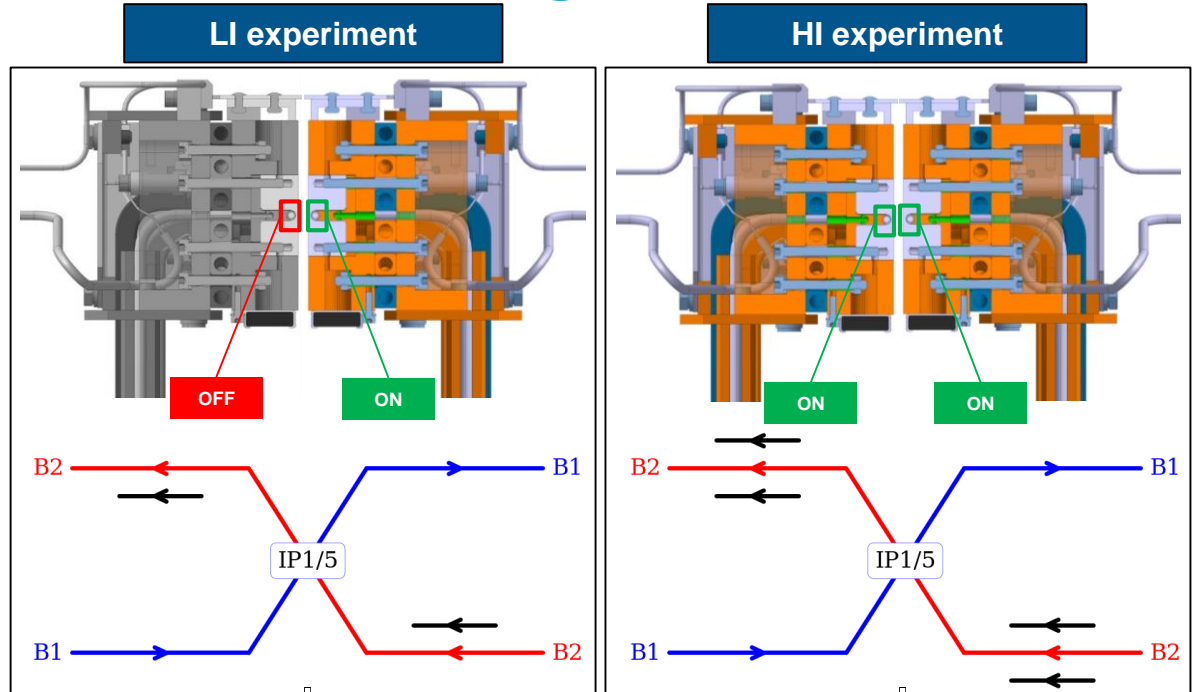 LI experiment
HI experiment
OFF
ON
ON
ON
B2
B1
IP1/5
B1
B2
B2
B1
IP1/5
B1
B2